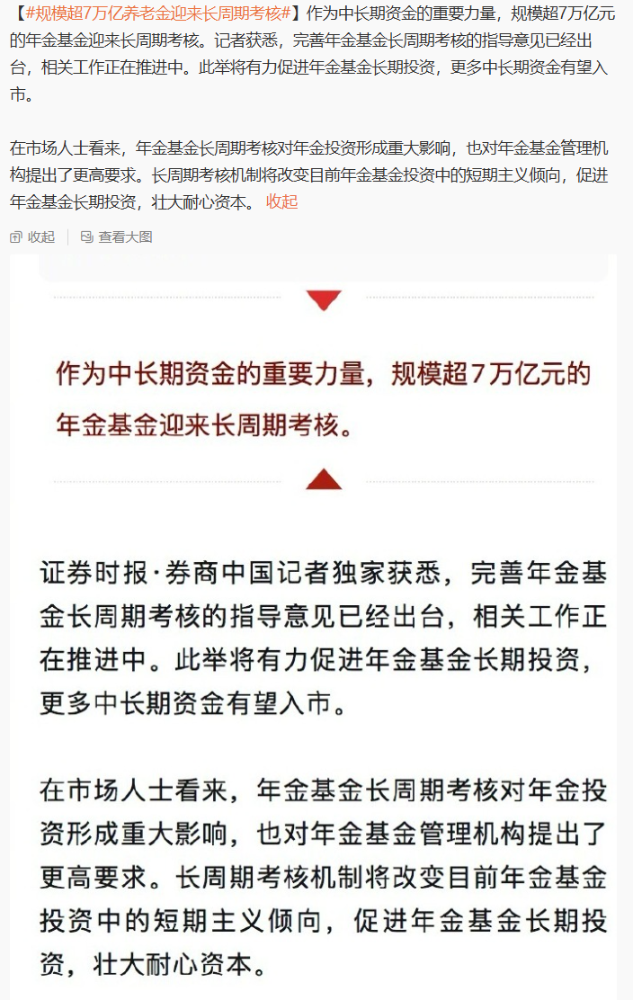 【#规模超7万亿养老金迎来长周期考核#】作为中长期资金的重要力量，规模超7万亿元
的年金基金迎来长周期考核。记者获悉，完善年金基金长周期考核的指导意见已经出
台，相关工作正在推进中。此举将有力促进年金基金长期投资，更多中长期资金有望入
市。
在市场人士看来，年金基金长周期考核对年金投资形成重大影响，也对年金基金管理机
构提出了更高要求。长周期考核机制将改变目前年金基金投资中的短期主义倾向，促进
年金基金长期投资，壮大耐心资本。 收起
收起 查看大图
作为中长期资金的重要力量，规模超7万亿元的
年金基金迎来长周期考核。
证券时报·券商中国记者独家获悉，完善年金基
金长周期考核的指导意见已经出台，相关工作正
在推进中。此举将有力促进年金基金长期投资，
更多中长期资金有望入市。
在市场人士看来，年金基金长周期考核对年金投
资形成重大影响，也对年金基金管理机构提出了
更高要求。长周期考核机制将改变目前年金基金
投资中的短期主义倾向，促进年金基金长期投
资，壮大耐心资本。